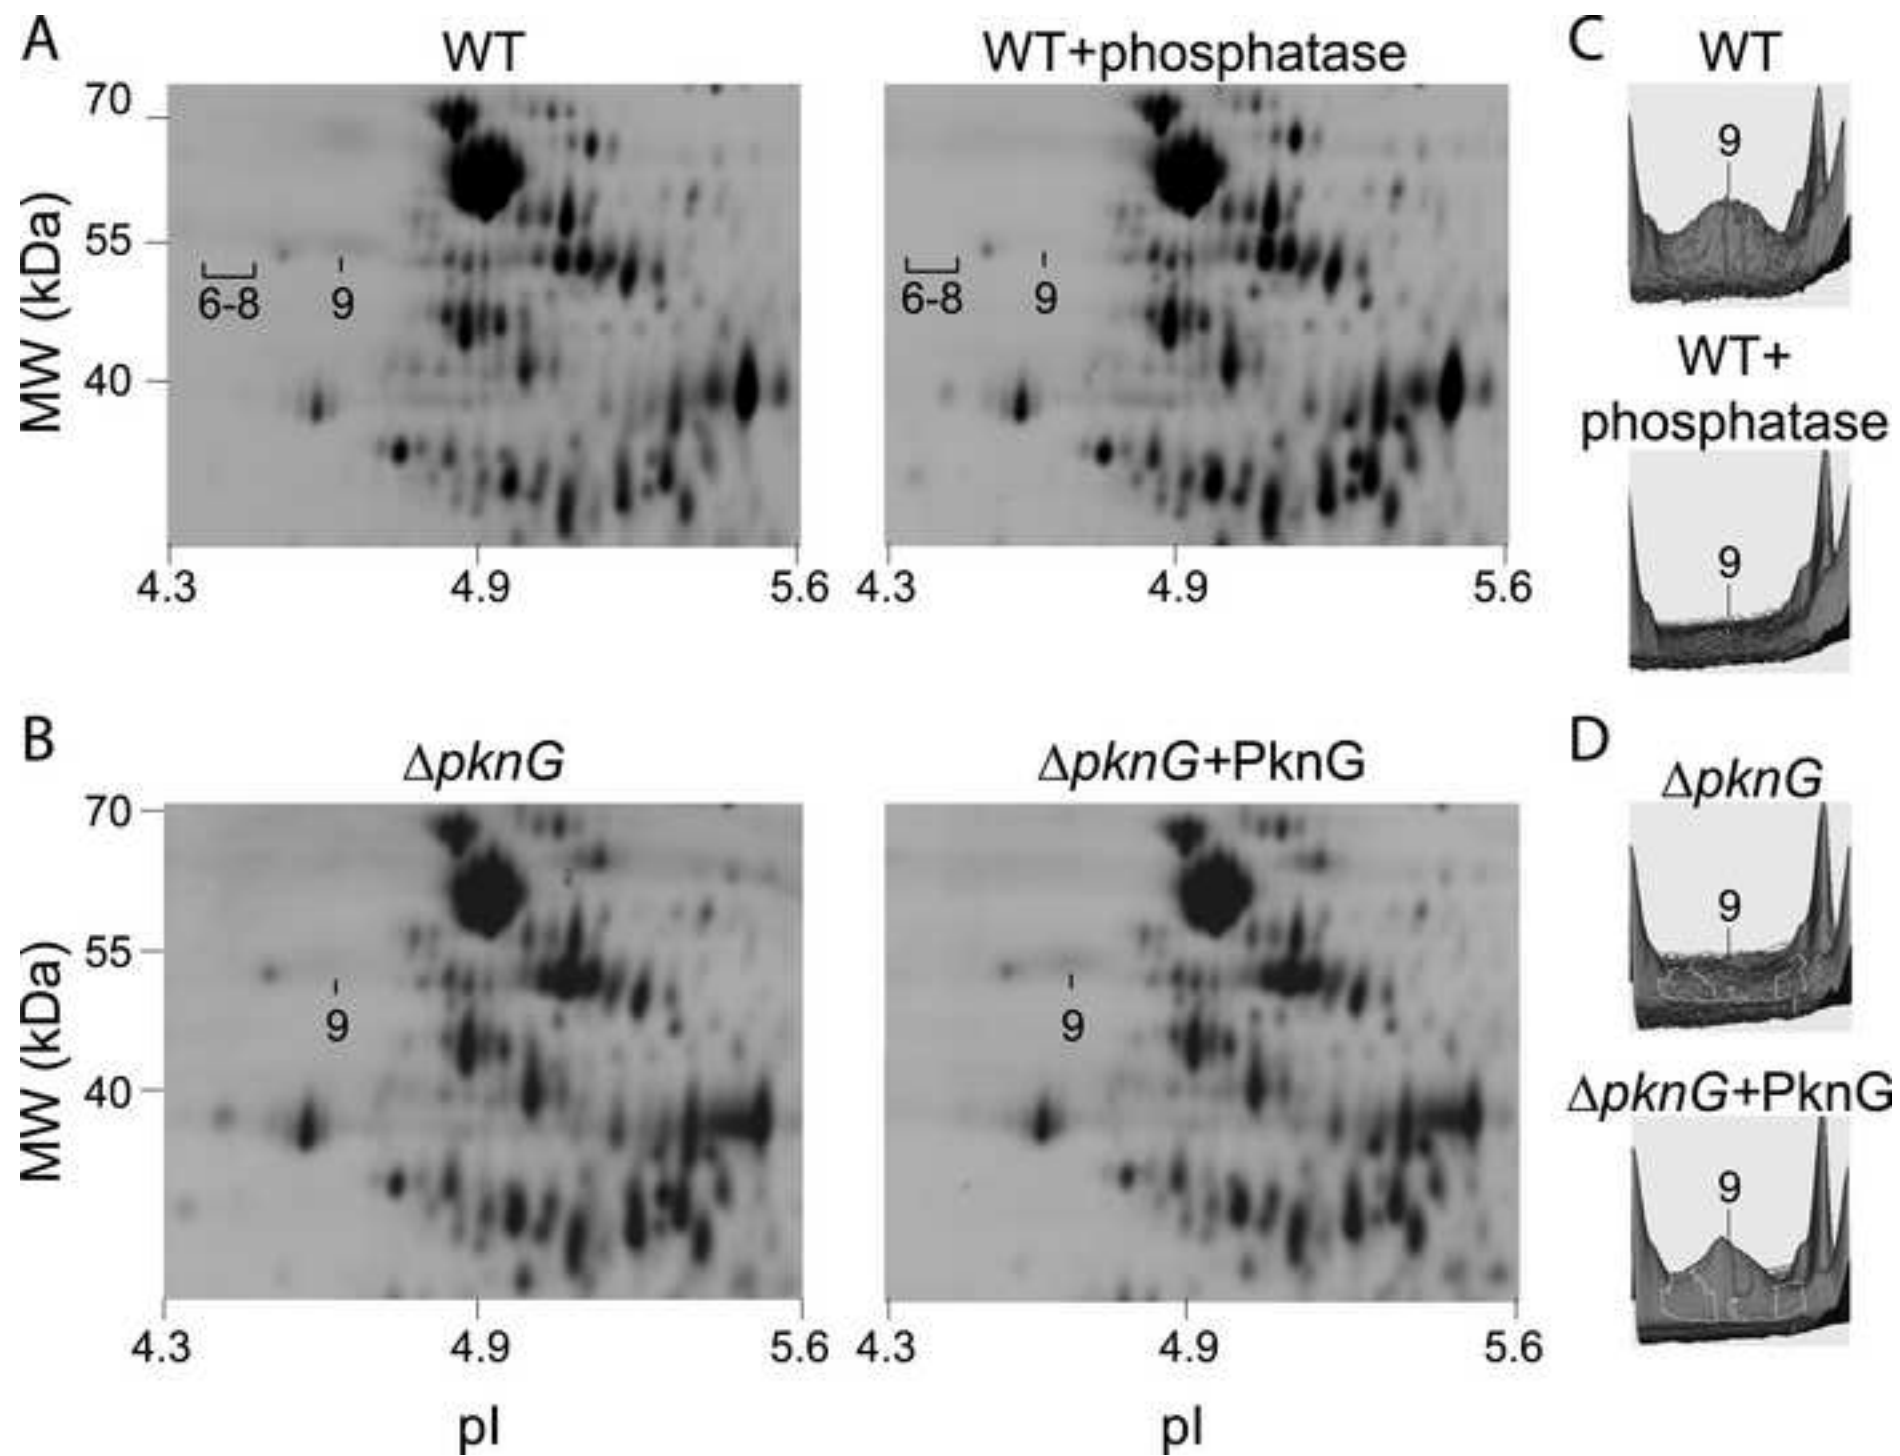 A
WT
WT+phosphatase
C
WT
70
55
40
MW (kDa)
6-8
9
6-8
9
9
WT+
phosphatase
9
4.3
4.9
5.6
4.3
4.9
5.6
B
ΔpknG
ΔpknG+PknG
D
ΔpknG
70
55
40
MW (kDa)
9
9
9
ΔpknG+PknG
9
4.3
4.9
5.6
4.3
4.9
5.6
pI
pI